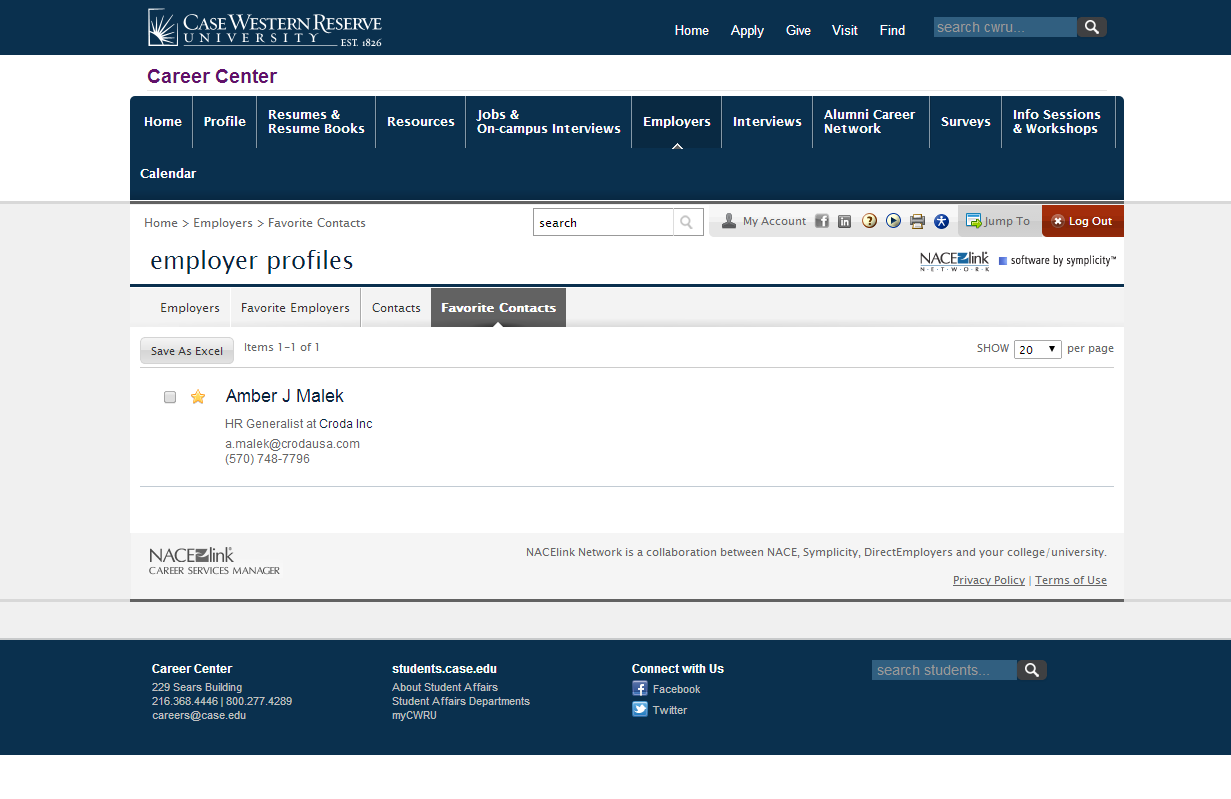 CASE WESTERN RESERVE
UNIVERSITY EST. 1826
Home Apply Give Visit Find search cwru...
Career Center
Home Profile Resumes & Resume Books Resources Jobs & On-campus Interviews Employers Interviews Alumni Career Network Surveys Info Sessions & Workshops
Calendar
Home > Employers > Favorite Contacts search My Account Jump To Log Out
employer profiles NACElink NETWORK software by symplicity™
Employers Favorite Employers Contacts Favorite Contacts
Save As Excel Items 1-1 of 1 SHOW 20 per page
Amber J Malek
HR Generalist at Croda Inc
a.malek@crodausa.com
(570) 748-7796
NACElink
CAREER SERVICES MANAGER
NACElink Network is a collaboration between NACE, Symplicity, DirectEmployers and your college/university.
Privacy Policy | Terms of Use
Career Center
229 Sears Building
216.368.4446 | 800.277.4289
careers@case.edu
students.case.edu
About Student Affairs
Student Affairs Departments
myCWRU
Connect with Us
Facebook
Twitter
search students...